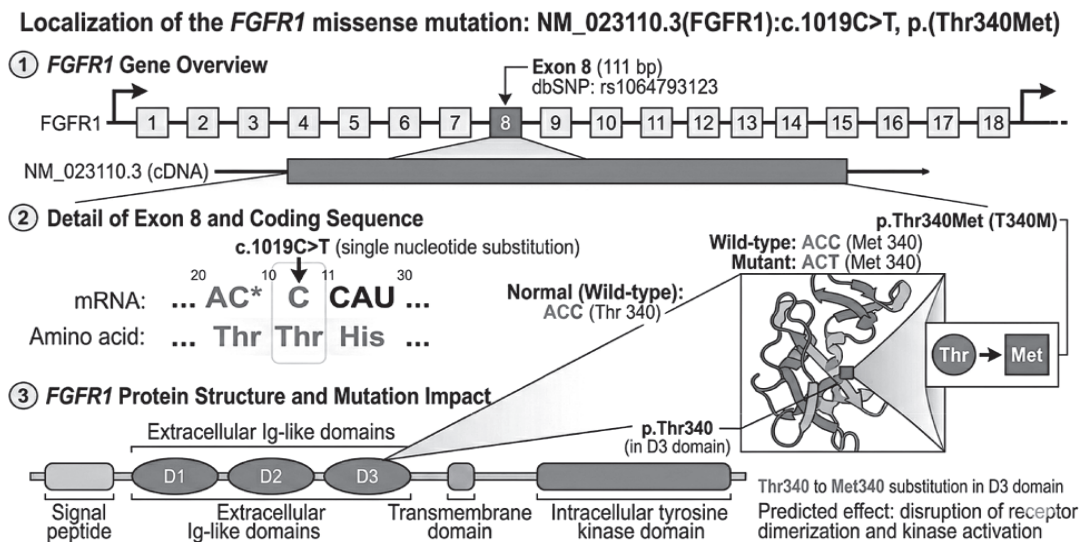 Localization of the FGFR1 missense mutation: NM_023110.3(FGFR1):c.1019C>T, p.(Thr340Met)
1 FGFR1 Gene Overview
Exon 8 (111 bp)
dbSNP: rs1064793123
FGFR1 1 2 3 4 5 6 7 8 9 10 11 12 13 14 15 16 17 18
NM_023110.3 (cDNA)
2 Detail of Exon 8 and Coding Sequence
c.1019C>T (single nucleotide substitution)
20 10 11 30
mRNA: ... AC* C CAU ...
Amino acid: ... Thr Thr His ...
p.Thr340Met (T340M)
Wild-type: ACC (Met 340)
Mutant: ACT (Met 340)
Normal (Wild-type):
ACC (Thr 340)
Thr Met
3 FGFR1 Protein Structure and Mutation Impact
Extracellular Ig-like domains
p.Thr340
(in D3 domain)
D1 D2 D3
Signal
peptide
Extracellular
Ig-like domains
Transmembrane
domain
Intracellular tyrosine
kinase domain
Thr340 to Met340 substitution in D3 domain
Predicted effect: disruption of receptor
dimerization and kinase activation